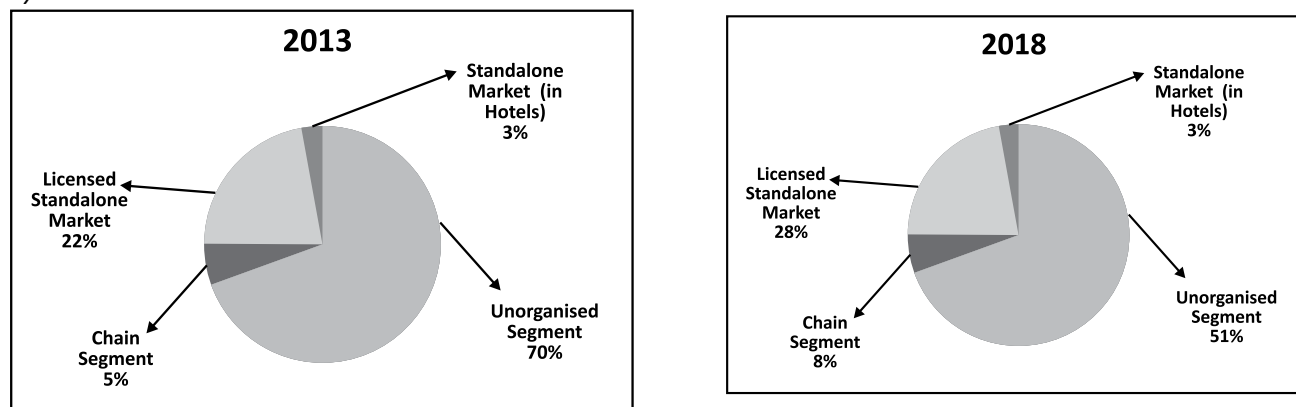 2013
Standalone
Market (in
Hotels)
3%
Licensed
Standalone
Market
22%
Chain
Segment
5%
Unorganised
Segment
70%
2018
Standalone
Market (in
Hotels)
3%
Licensed
Standalone
Market
28%
Chain
Segment
8%
Unorganised
Segment
51%